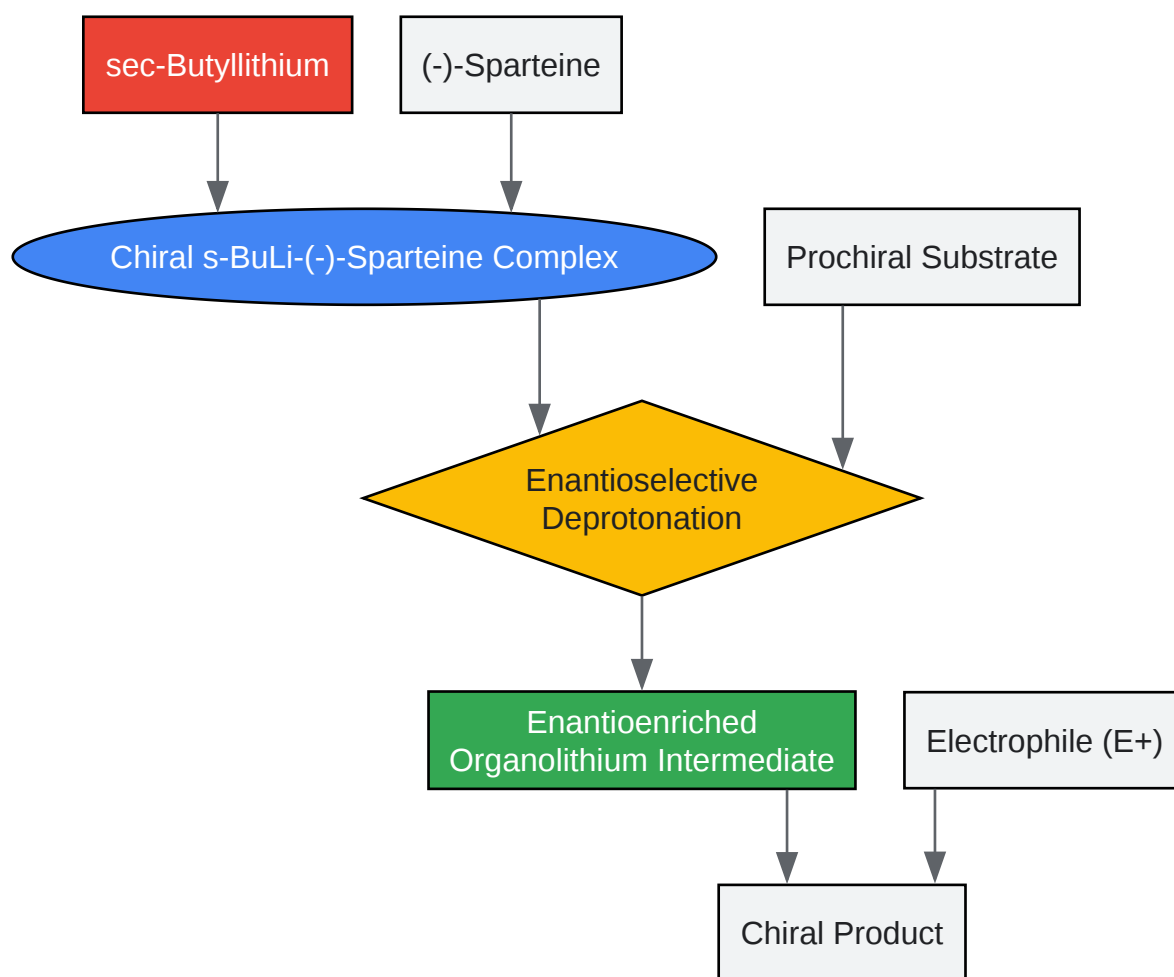 sec-Butyllithium
(-)-Sparteine
Chiral s-BuLi-(-)-Sparteine Complex
Prochiral Substrate
Enantioselective
Deprotonation
Enantioenriched
Organolithium Intermediate
Electrophile (E+)
Chiral Product